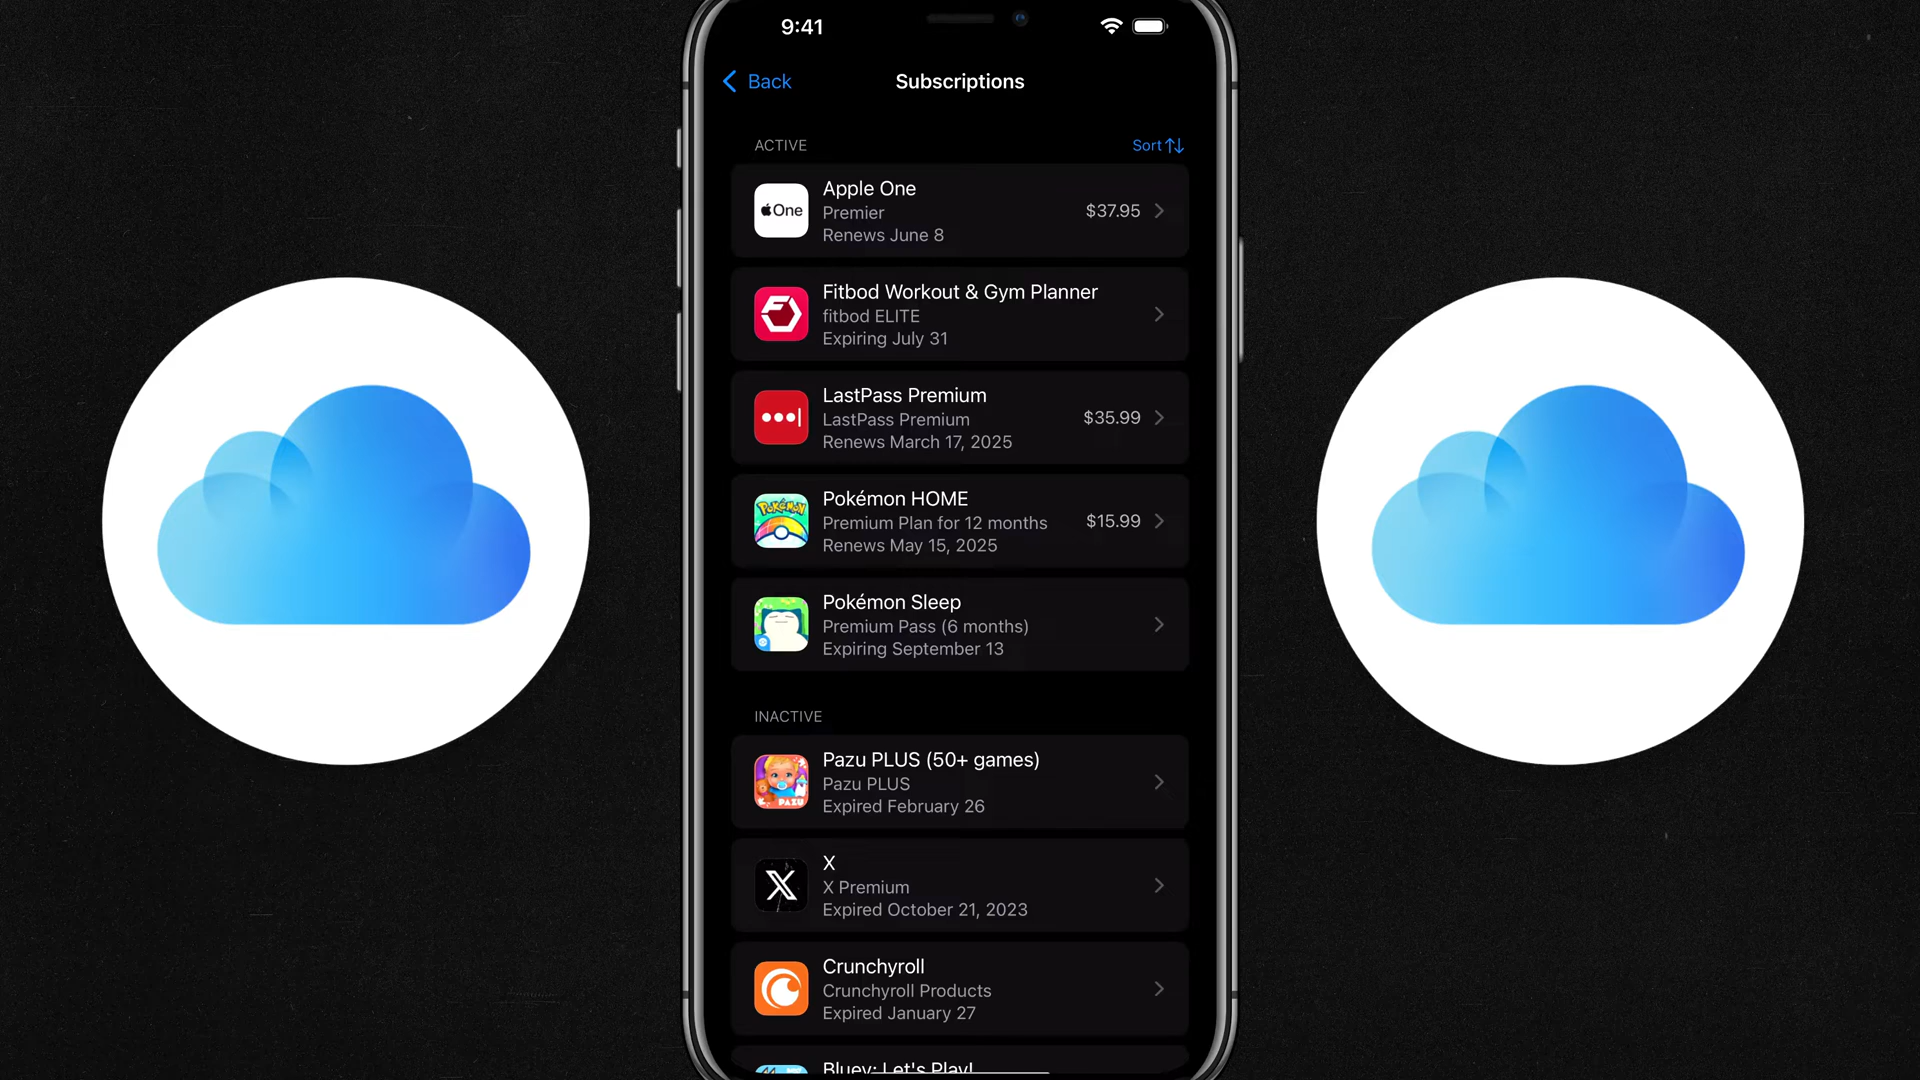 9:41
Back
Subscriptions
ACTIVE
Sort
One
Apple One
Premier
$37.95
Renews June 8
Fitbod Workout & Gym Planner
fitbod ELITE
Expiring July 31
LastPass Premium
LastPass Premium
$35.99
Renews March 17, 2025
POKéMON
Pokémon HOME
Premium Plan for 12 months
$15.99
Renews May 15, 2025
Pokémon Sleep
Premium Pass (6 months)
Expiring September 13
INACTIVE
PAZU
Pazu PLUS (50+ games)
Pazu PLUS
Expired February 26
X
X Premium
Expired October 21, 2023
Crunchyroll
Crunchyroll Products
Expired January 27
Bluey: Let's Play!